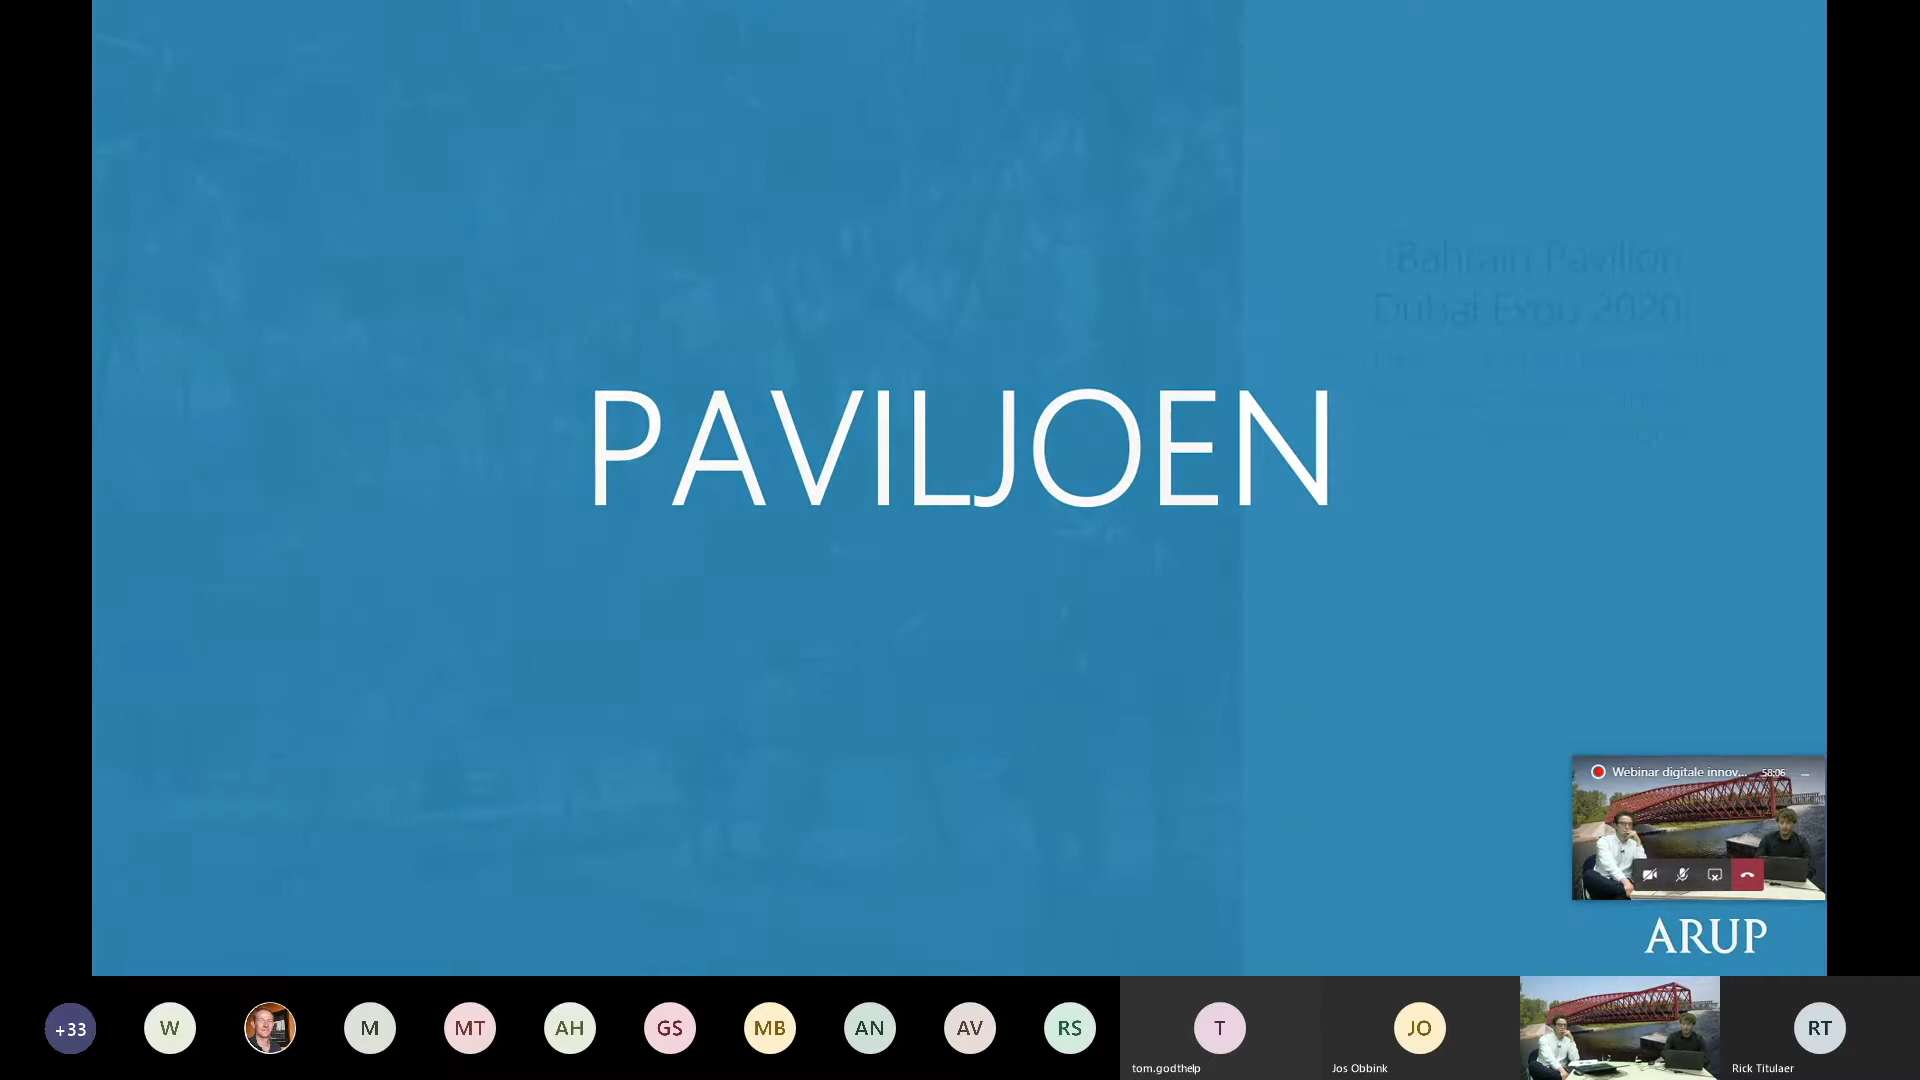 Bahrain Pavilion
Dubai Expo 2020
PAVILJOEN
Webinar digitale innov... 58:06
ARUP
+33
W
M
MT
AH
GS
MB
AN
AV
RS
T
JO
RT
tom.godthelp
Jos Obbink
Rick Titulaer